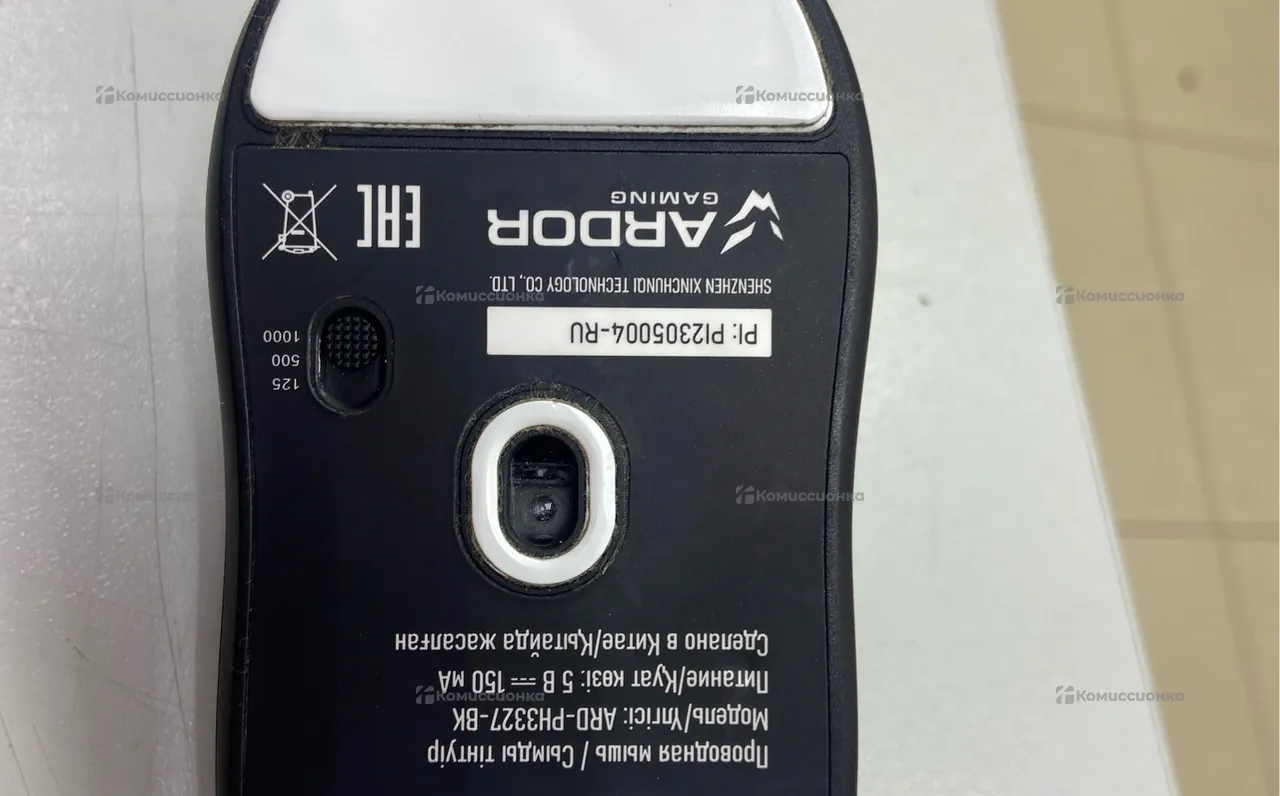 Проводная мышь / Сымды тінтуір
Модель/Үлгісі: ARD-PH3327-BK
Питание/Қуат көзі: 5 В ⎓ 150 мА
Сделано в Китае/Қытайда жасалған
125
500
1000
PI: PI2305004-RU
SHENZHEN XINCHUNQI TECHNOLOGY CO., LTD.
ARDOR
GAMING
EAC
Комиссионка
Комиссионка
Комиссионка
Комиссионка
Комиссионка
Комиссионка
Комиссионка
Комиссионка